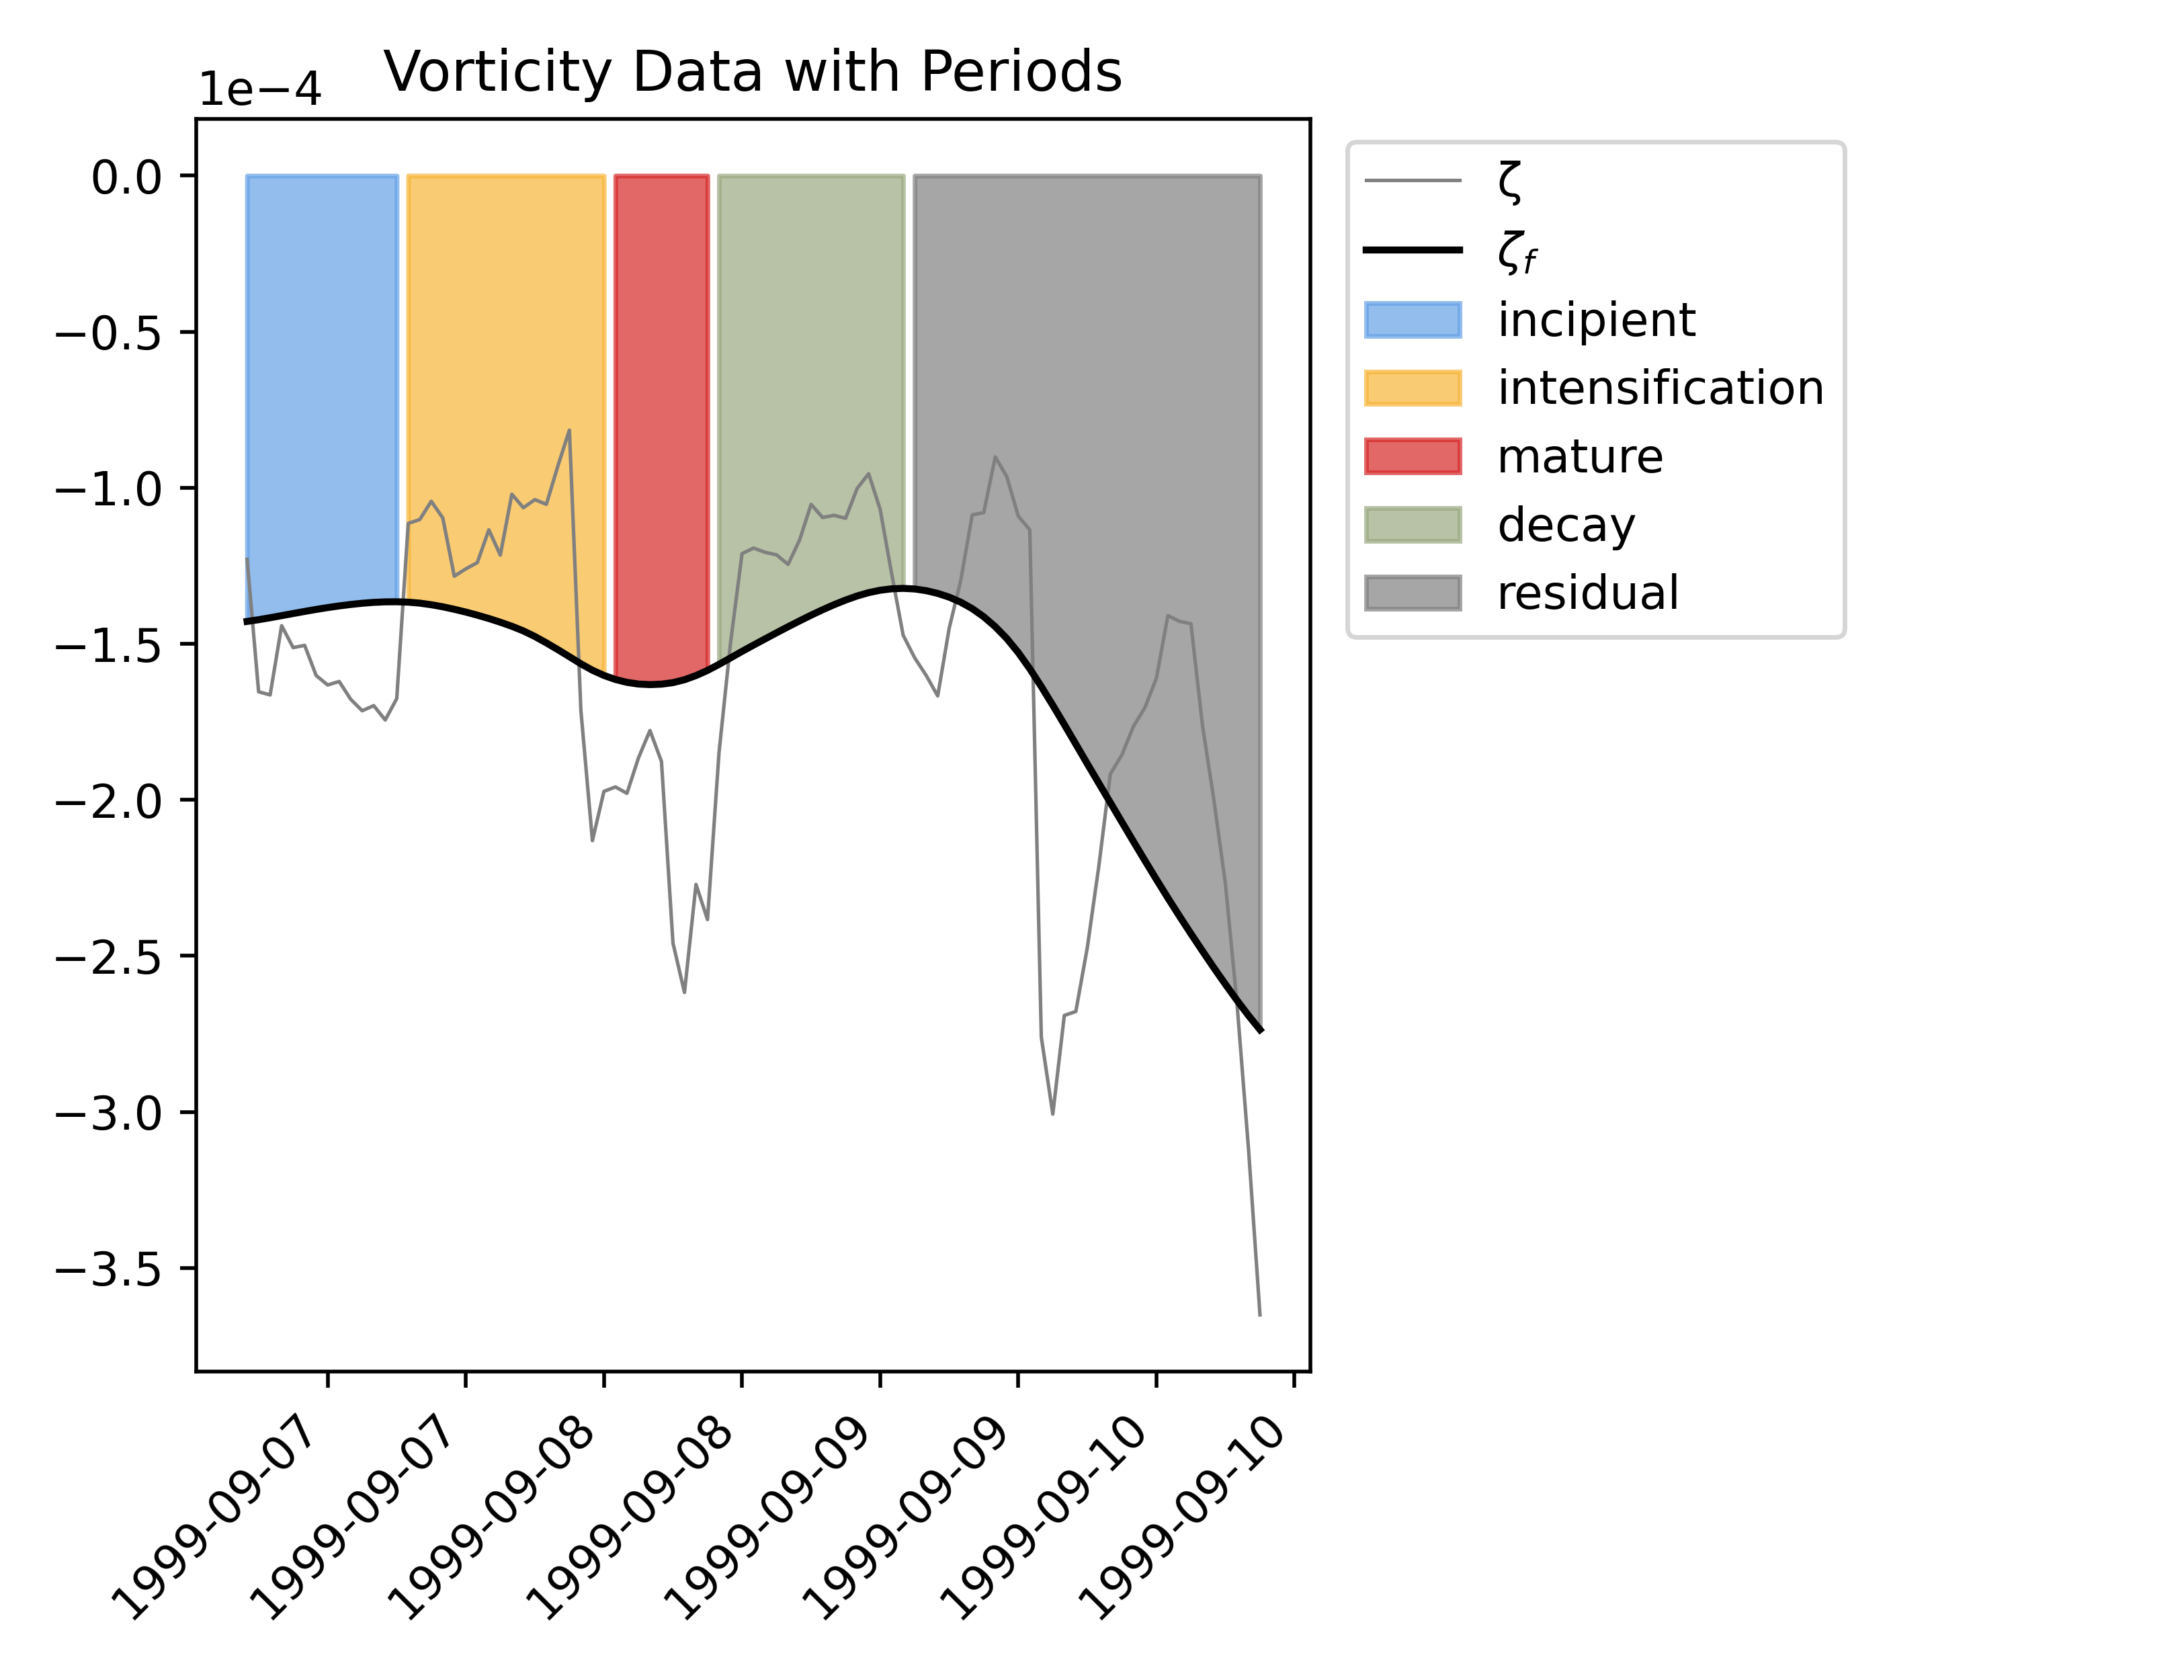 Vorticity Data with Periods
1e−4
0.0
−0.5
−1.0
−1.5
−2.0
−2.5
−3.0
−3.5
1999-09-07
1999-09-07
1999-09-08
1999-09-08
1999-09-09
1999-09-09
1999-09-10
1999-09-10
ζ
ζf
incipient
intensification
mature
decay
residual